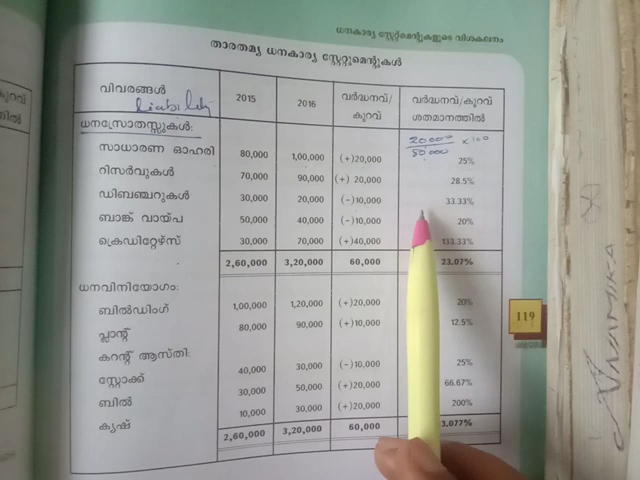 ധനകാര്യ സ്റ്റേറ്റ്മെന്റുകളുടെ വിശകലനം
താരതമ്യ ധനകാര്യ സ്റ്റേറ്റുമെന്റുകൾ
വിവരങ്ങൾ 2015 2016 വർദ്ധനവ്/കുറവ് വർദ്ധനവ്/കുറവ് ശതമാനത്തിൽ
Liability
ധനസ്രോതസ്സുകൾ:
20000 x 100
80,000
സാധാരണ ഓഹരി 80,000 1,00,000 (+)20,000 25%
റിസർവുകൾ 70,000 90,000 (+) 20,000 28.5%
ഡിബഞ്ചറുകൾ 30,000 20,000 (-)10,000 33.33%
ബാങ്ക് വായ്പ 50,000 40,000 (-)10,000 20%
ക്രെഡിറ്റേഴ്സ് 30,000 70,000 (+)40,000 133.33%
2,60,000 3,20,000 60,000 23.07%
ധനവിനിയോഗം:
ബിൽഡിംഗ് 1,00,000 1,20,000 (+)20,000 20%
പ്ലാന്റ് 80,000 90,000 (+)10,000 12.5%
കറന്റ് ആസ്തി:
സ്റ്റോക്ക് 40,000 30,000 (-)10,000 25%
ബിൽ 30,000 50,000 (+)20,000 66.67%
ക്യഷ് 10,000 30,000 (+)20,000 200%
2,60,000 3,20,000 60,000 3,077%
119
കുറവ്
ത്തിൽ
ANAMIKA